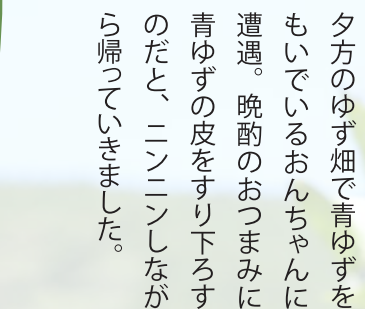 夕方のゆず畑で青ゆずを
もいでいるおんちゃんに
遭遇。晩酌のおつまみに
青ゆずの皮をすり下ろす
のだと、ニンニンしなが
ら帰っていきました。